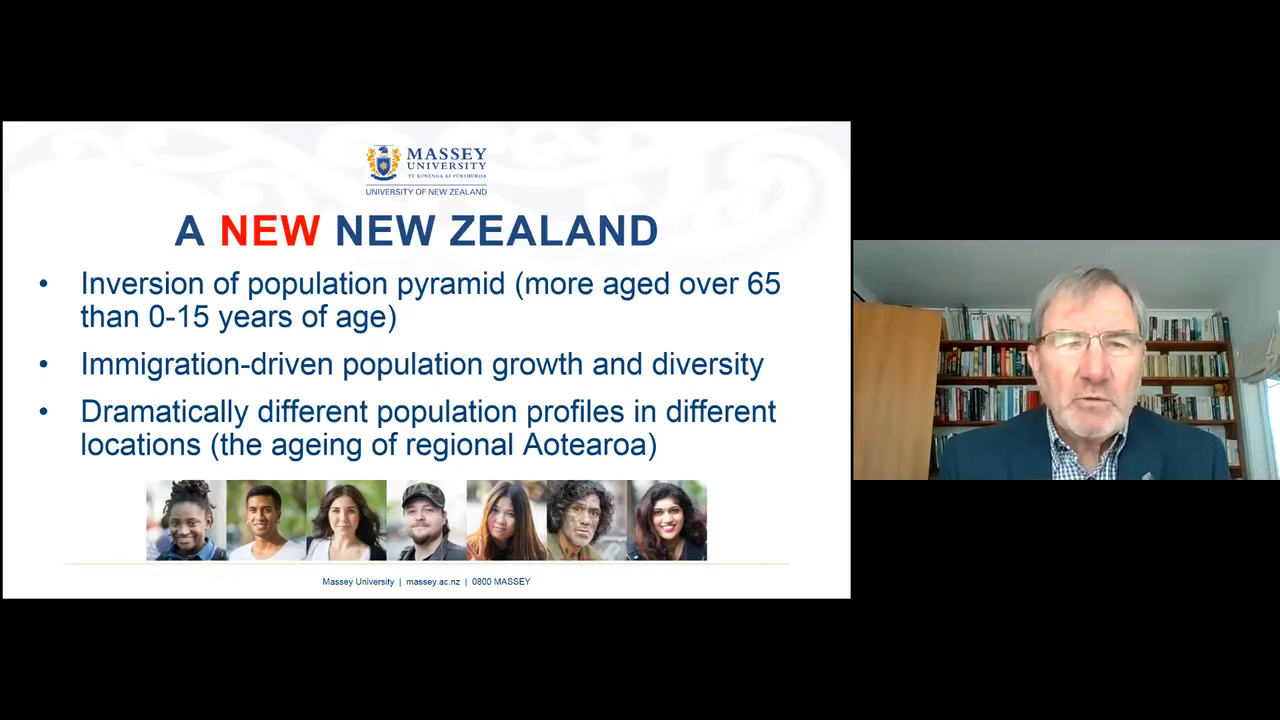 MASSEY
UNIVERSITY
TE KUNENGA KI PŪREHUROA
UNIVERSITY OF NEW ZEALAND
A NEW NEW ZEALAND
• Inversion of population pyramid (more aged over 65
than 0-15 years of age)
• Immigration-driven population growth and diversity
• Dramatically different population profiles in different
locations (the ageing of regional Aotearoa)
Massey University | massey.ac.nz | 0800 MASSEY